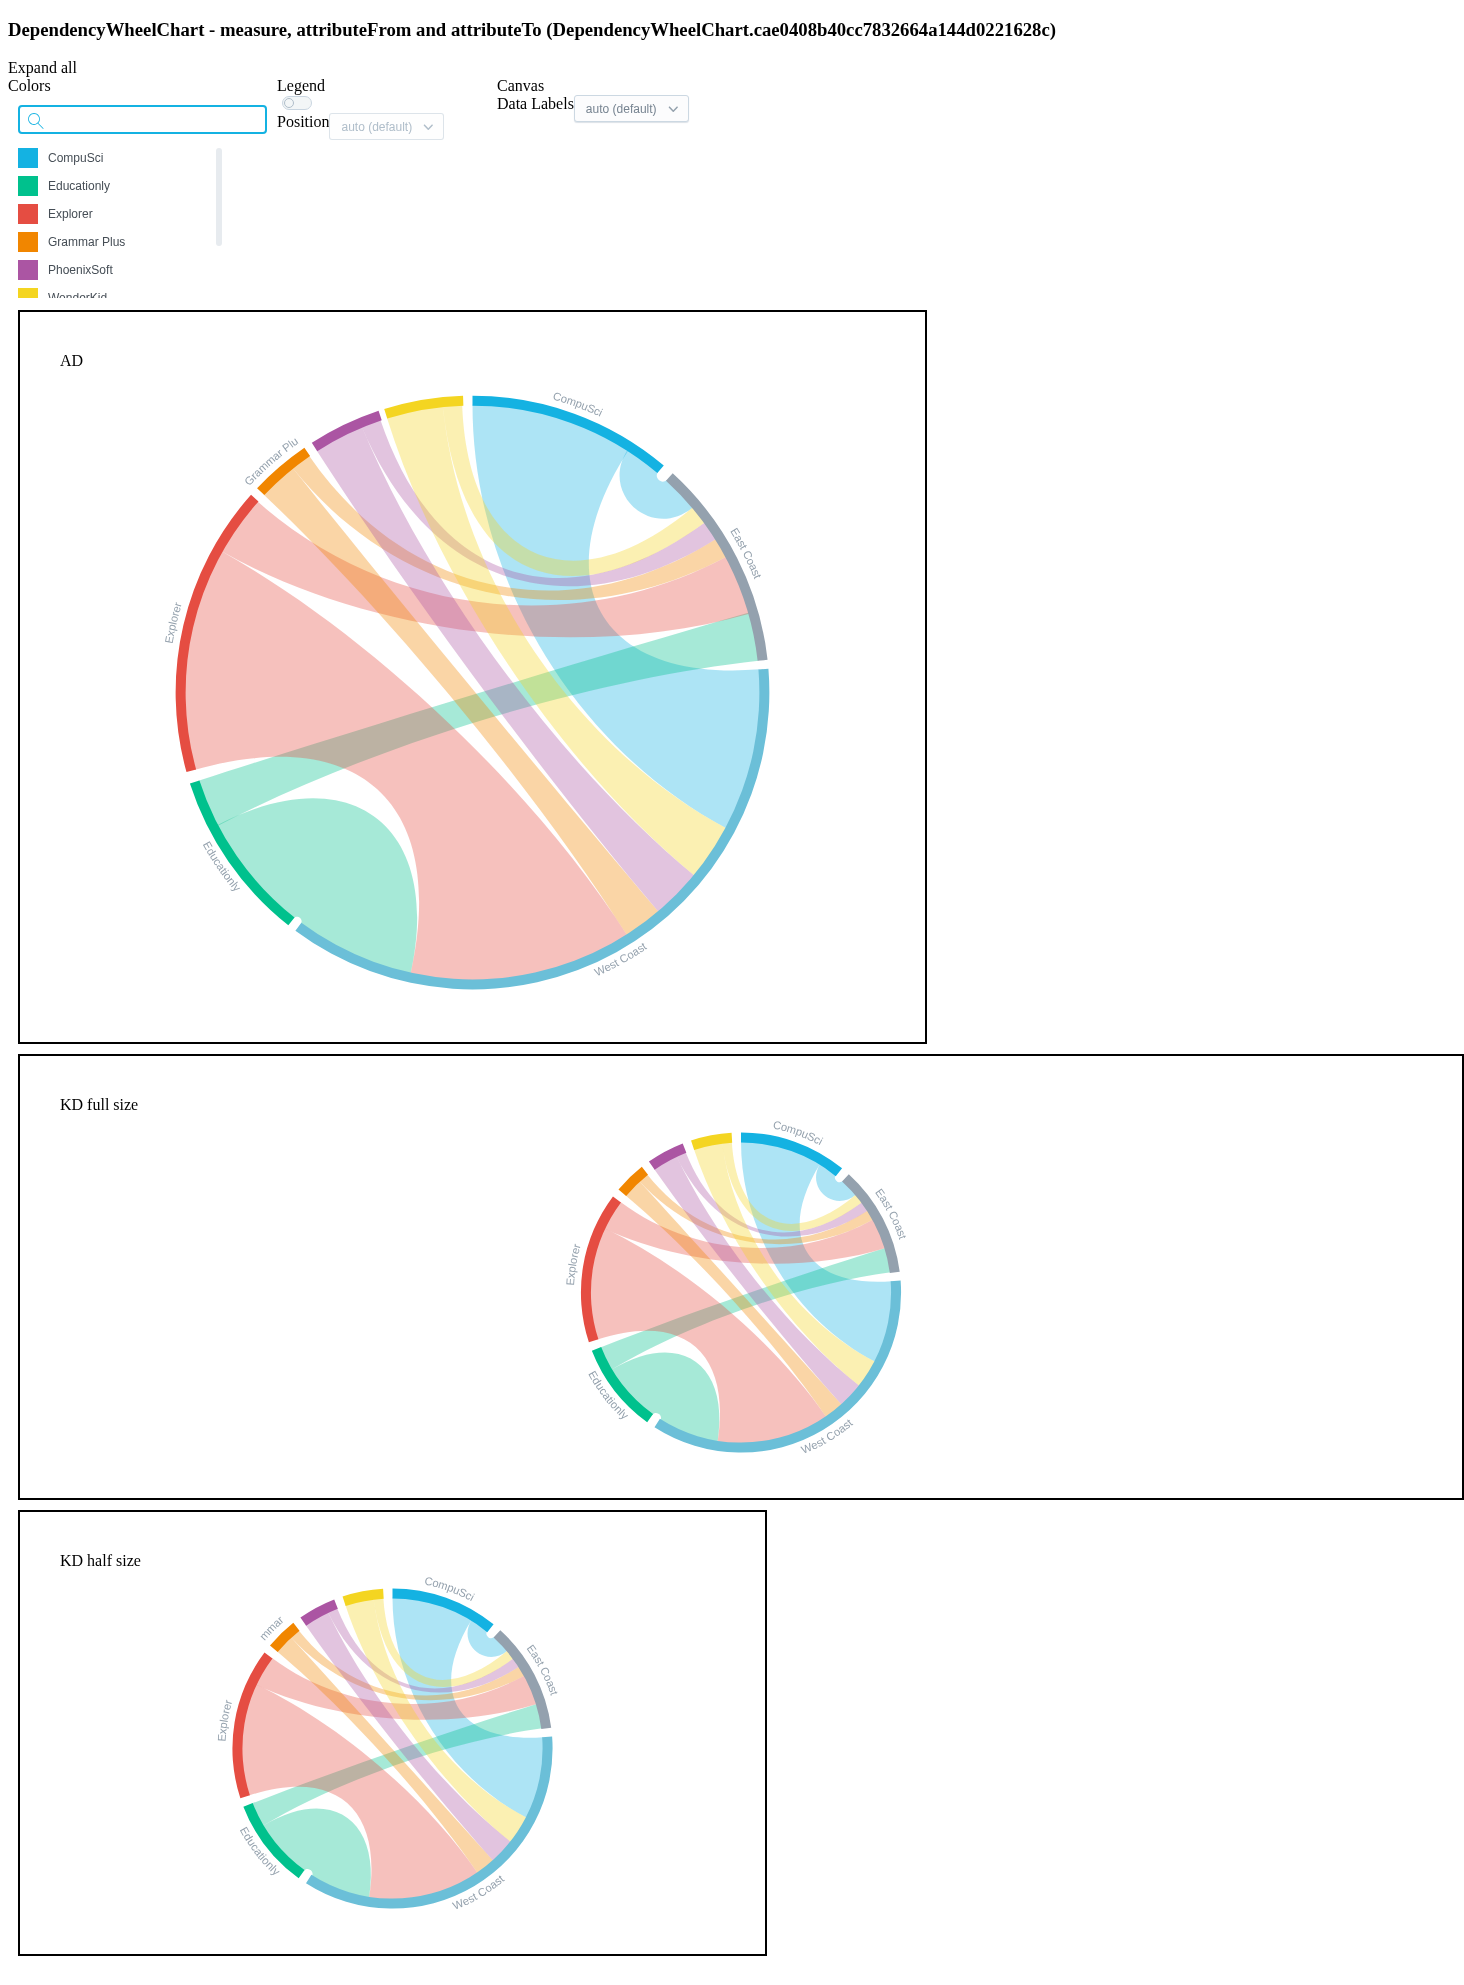 DependencyWheelChart - measure, attributeFrom and attributeTo (DependencyWheelChart.cae0408b40cc7832664a144d0221628c)
Expand all
Colors
CompuSci
Educationly
Explorer
Grammar Plus
PhoenixSoft
WonderKid
Legend
Position
auto (default)
Canvas
Data Labels
auto (default)
AD
CompuSci
East Coast
West Coast
Educationly
Explorer
Grammar Plu
KD full size
CompuSci
East Coast
West Coast
Educationly
Explorer
KD half size
CompuSci
East Coast
West Coast
Educationly
Explorer
mmar